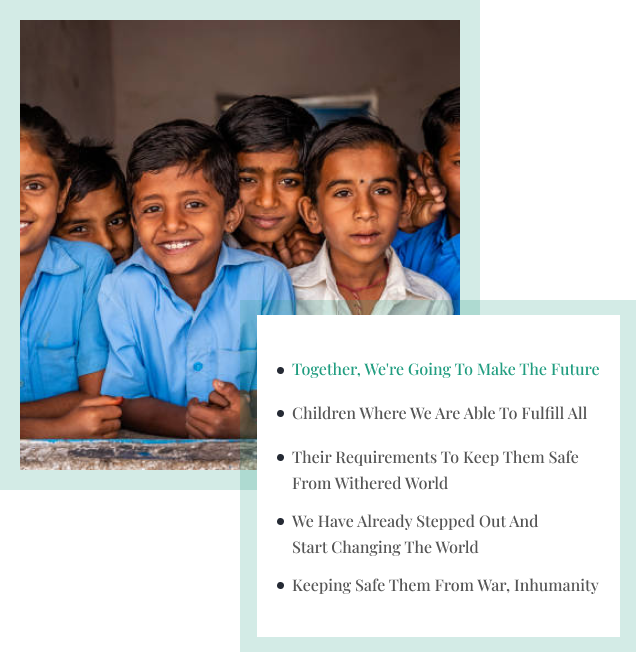 Together, We're Going To Make The Future
Children Where We Are Able To Fulfill All
Their Requirements To Keep Them Safe
From Withered World
We Have Already Stepped Out And
Start Changing The World
Keeping Safe Them From War, Inhumanity